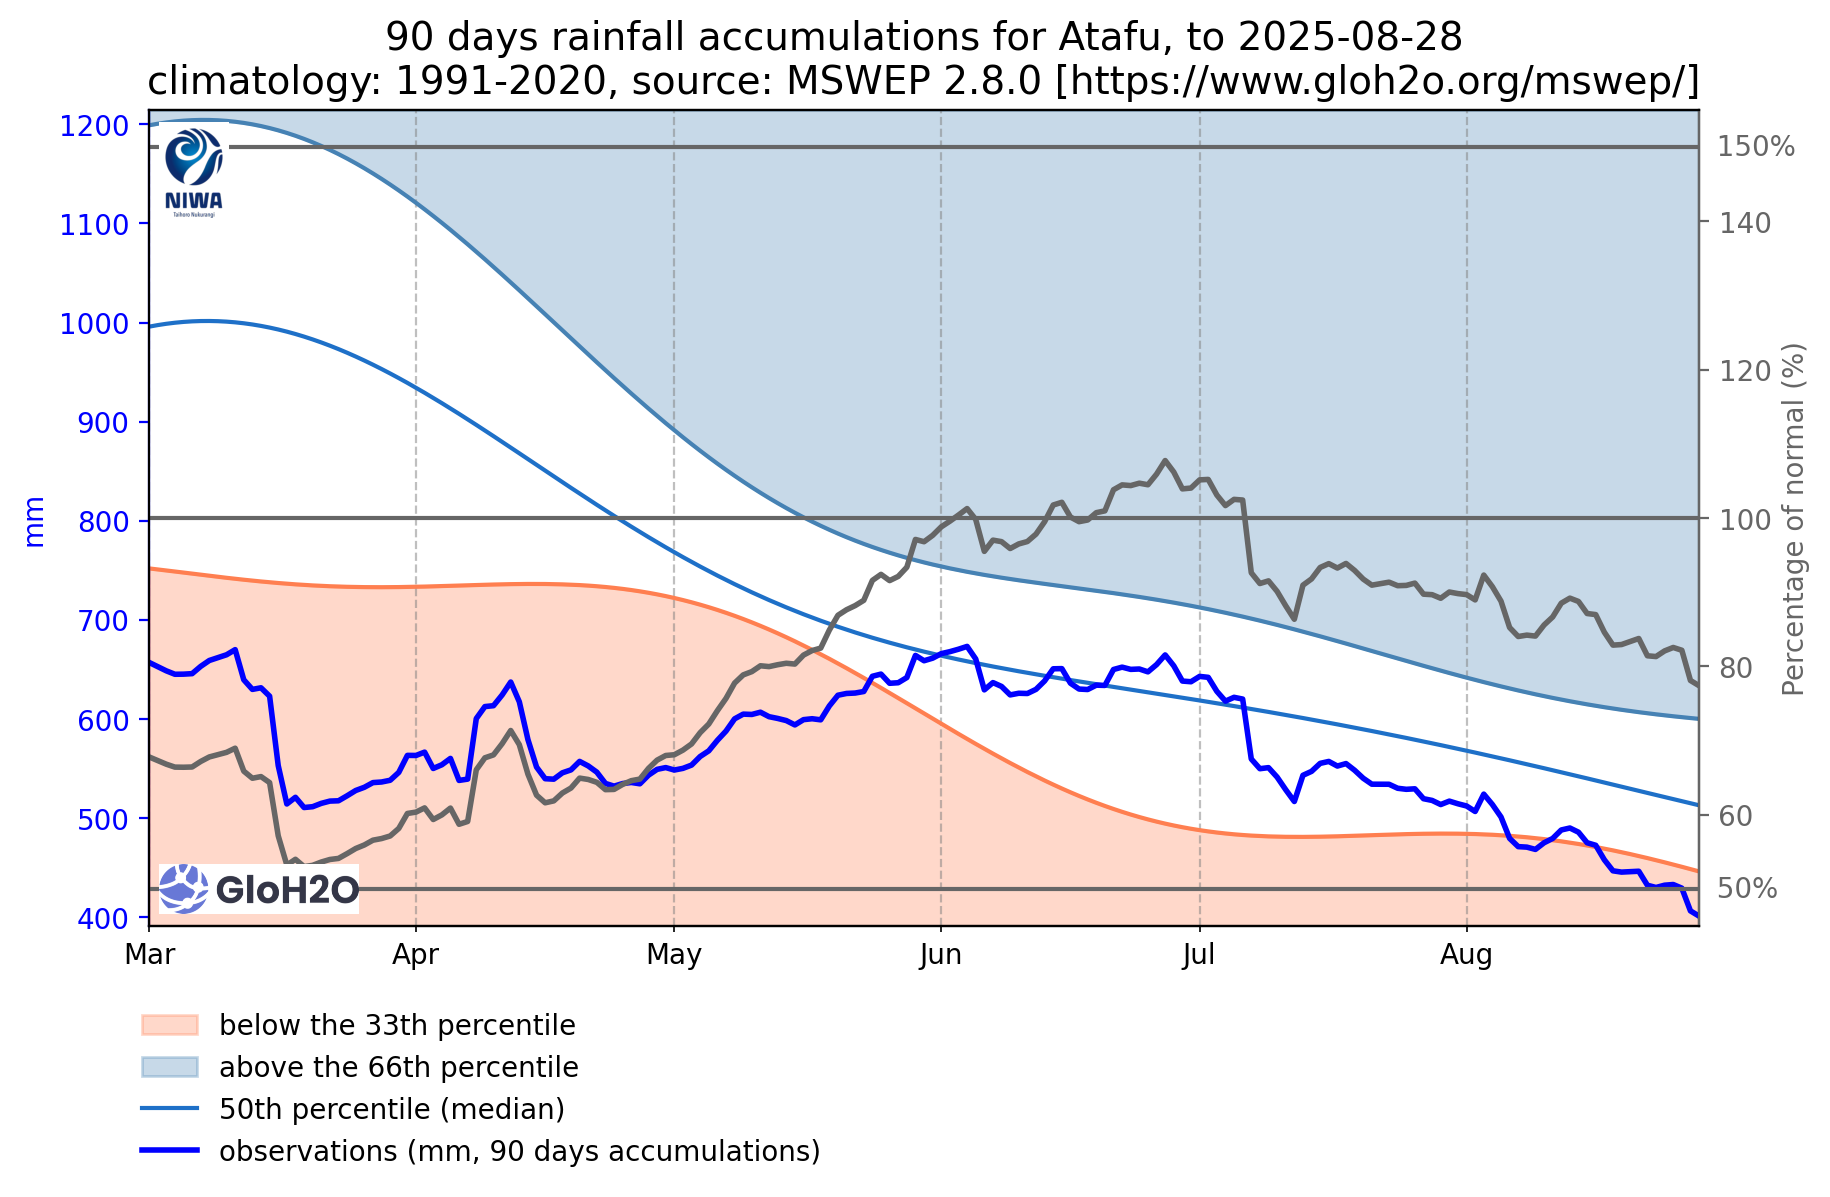 90 days rainfall accumulations for Atafu, to 2025-08-28
climatology: 1991-2020, source: MSWEP 2.8.0 [https://www.gloh2o.org/mswep/]
1200
1100
1000
900
800
700
600
500
400
mm
NIWA
Taihoro Nukurangi
GloH2O
150%
140
120
100
80
60
50%
Percentage of normal (%)
Mar
Apr
May
Jun
Jul
Aug
below the 33th percentile
above the 66th percentile
50th percentile (median)
observations (mm, 90 days accumulations)